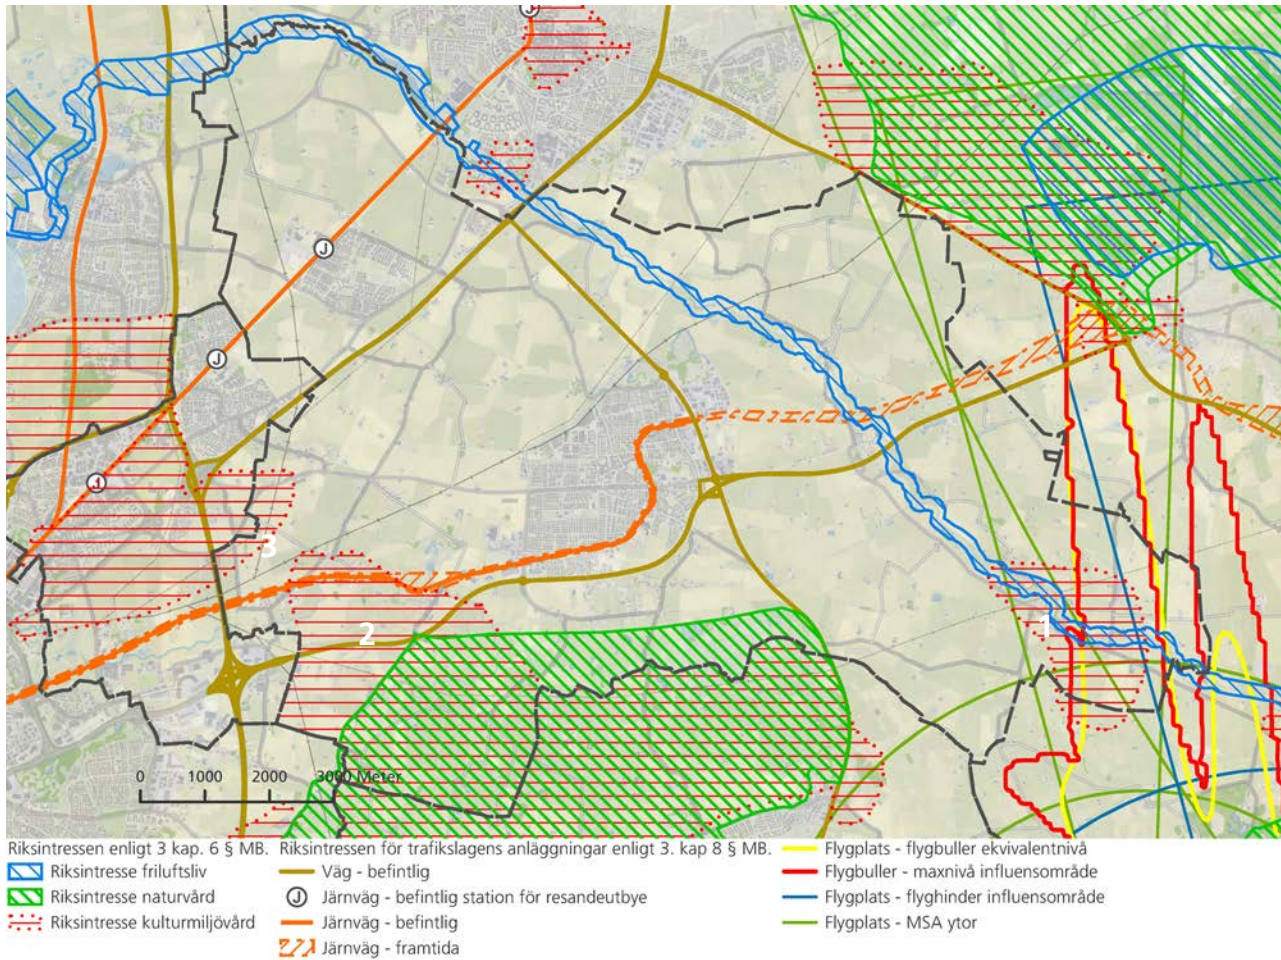 J
J
J
J
3
2
1
0 1000 2000 3000 Meter
Riksintressen enligt 3 kap. 6 § MB.
Riksintresse friluftsliv
Riksintresse naturvård
Riksintresse kulturmiljövård
Riksintressen för trafikslagens anläggningar enligt 3. kap 8 § MB.
Väg - befintlig
J Järnväg - befintlig station för resandeutbye
Järnväg - befintlig
Järnväg - framtida
Flygplats - flygbuller ekvivalentnivå
Flygbuller - maxnivå influensområde
Flygplats - flyghinder influensområde
Flygplats - MSA ytor